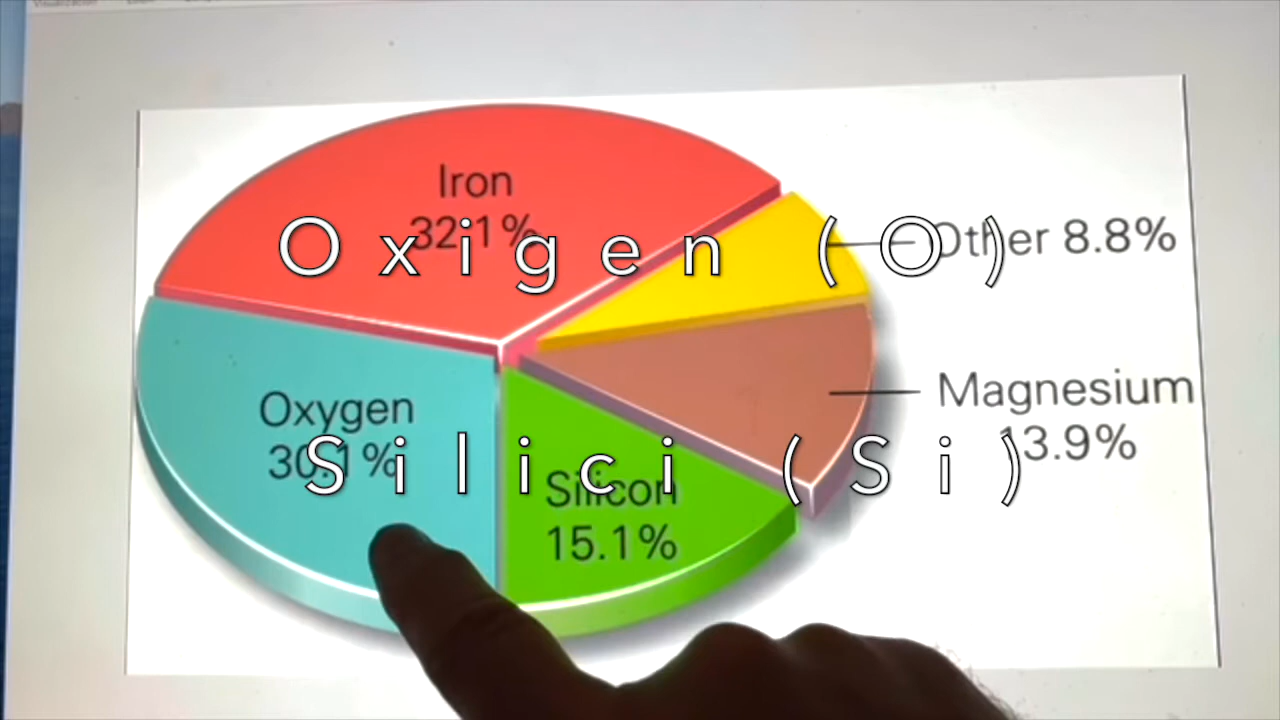 Iron
32.1%
Oxigen (O)
Other 8.8%
Magnesium
13.9%
Oxygen
30.1%
Silici (Si)
Silicon
15.1%